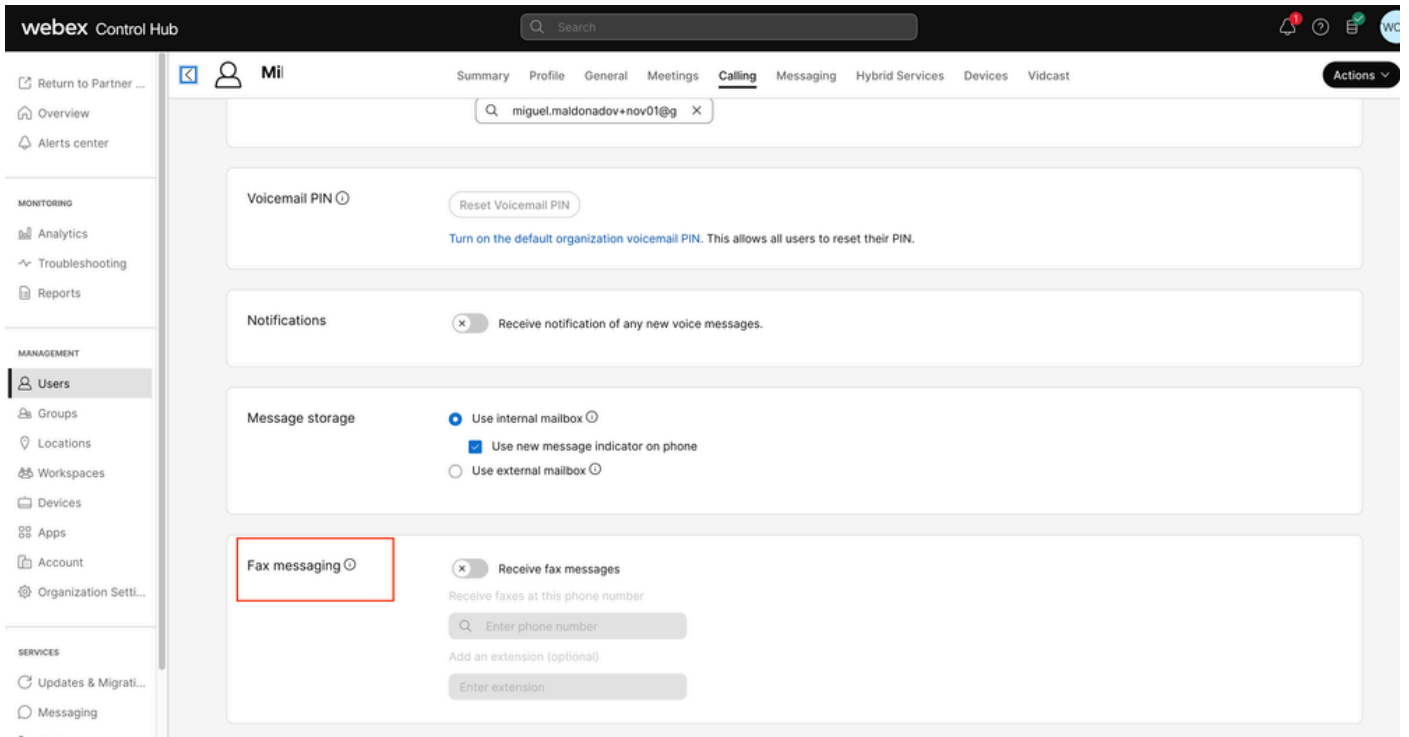 webex Control Hub
Search
1
WC
Return to Partner ...
Overview
Alerts center
MONITORING
Analytics
Troubleshooting
Reports
MANAGEMENT
Users
Groups
Locations
Workspaces
Devices
Apps
Account
Organization Setti...
SERVICES
Updates & Migrati...
Messaging
Summary Profile General Meetings Calling Messaging Hybrid Services Devices Vidcast
Actions
miguel.maldonadov+nov01@g
Voicemail PIN
Reset Voicemail PIN
Turn on the default organization voicemail PIN. This allows all users to reset their PIN.
Notifications
Receive notification of any new voice messages.
Message storage
Use internal mailbox
Use new message indicator on phone
Use external mailbox
Fax messaging
Receive fax messages
Receive faxes at this phone number
Enter phone number
Add an extension (optional)
Enter extension